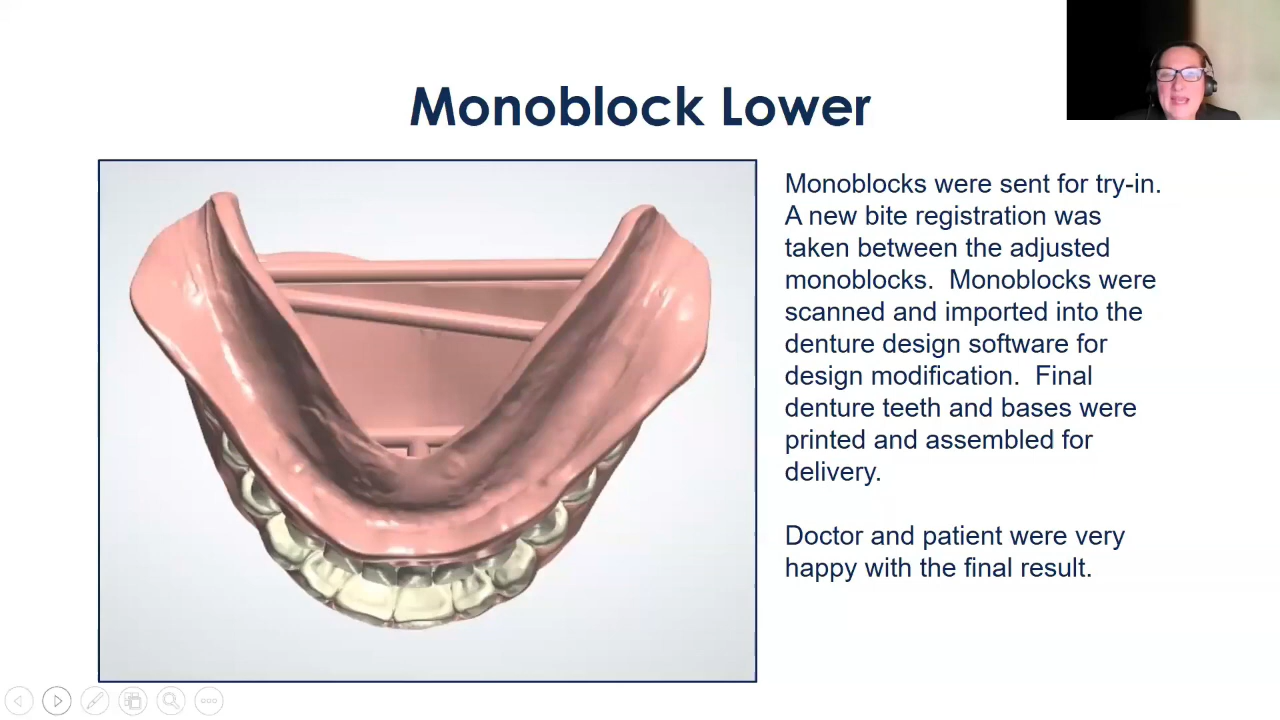 Monoblock Lower
Monoblocks were sent for try-in.
A new bite registration was
taken between the adjusted
monoblocks.  Monoblocks were
scanned and imported into the
denture design software for
design modification.  Final
denture teeth and bases were
printed and assembled for
delivery.
Doctor and patient were very
happy with the final result.